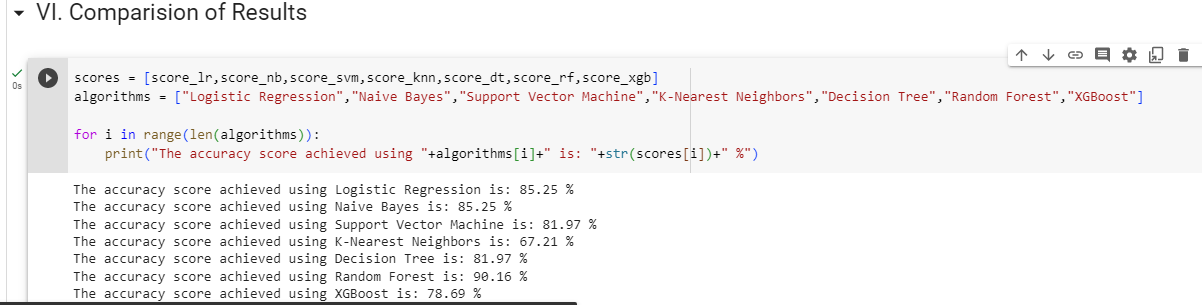 VI. Comparision of Results
0s
scores = [score_lr,score_nb,score_svm,score_knn,score_dt,score_rf,score_xgb]
algorithms = ["Logistic Regression","Naive Bayes","Support Vector Machine","K-Nearest Neighbors","Decision Tree","Random Forest","XGBoost"]
for i in range(len(algorithms)):
    print("The accuracy score achieved using "+algorithms[i]+" is: "+str(scores[i])+" %")
The accuracy score achieved using Logistic Regression is: 85.25 %
The accuracy score achieved using Naive Bayes is: 85.25 %
The accuracy score achieved using Support Vector Machine is: 81.97 %
The accuracy score achieved using K-Nearest Neighbors is: 67.21 %
The accuracy score achieved using Decision Tree is: 81.97 %
The accuracy score achieved using Random Forest is: 90.16 %
The accuracy score achieved using XGBoost is: 78.69 %